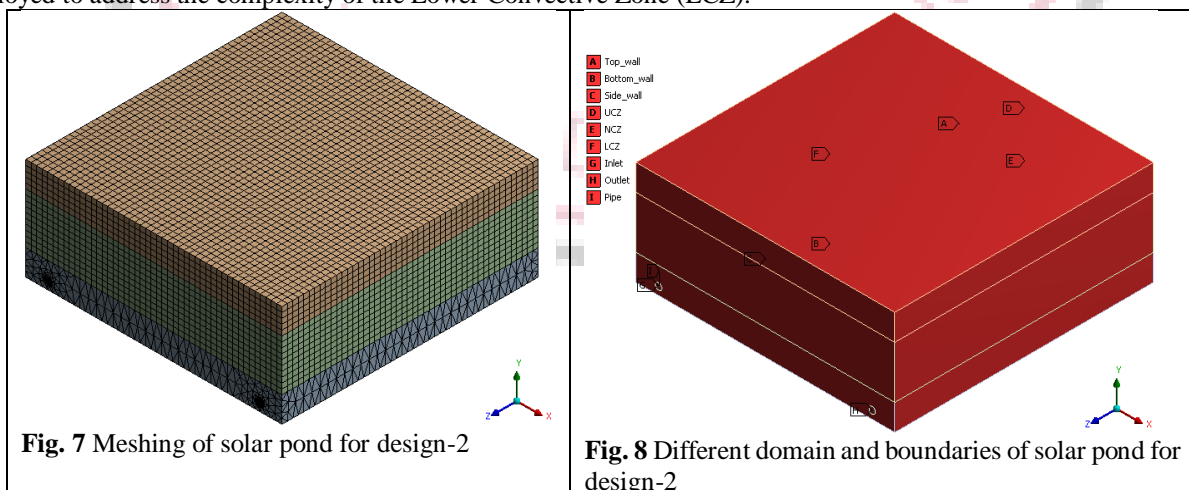 oyed to address the complexity of the Lower Convective Zone (LCZ).
Y
Z
X
Fig. 7 Meshing of solar pond for design-2
A Top_wall
B Bottom_wall
C Side_wall
D UCZ
E NCZ
F LCZ
G Inlet
H Outlet
I Pipe
D
A
F
E
B
I
H
Y
Z
X
Fig. 8 Different domain and boundaries of solar pond for
design-2